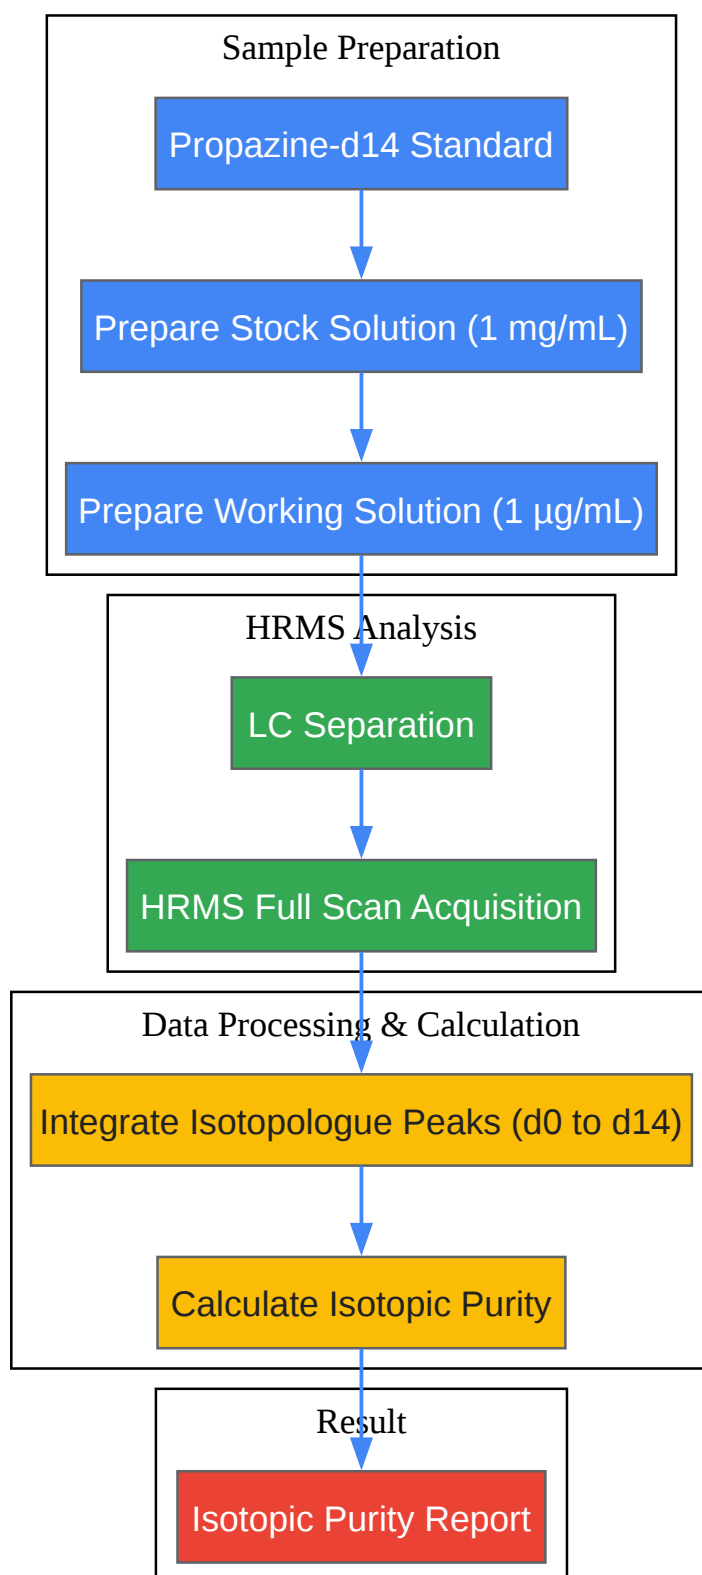 Sample Preparation
Propazine-d14 Standard
Prepare Stock Solution (1 mg/mL)
Prepare Working Solution (1 µg/mL)
HRMS Analysis
LC Separation
HRMS Full Scan Acquisition
Data Processing & Calculation
Integrate Isotopologue Peaks (d0 to d14)
Calculate Isotopic Purity
Result
Isotopic Purity Report